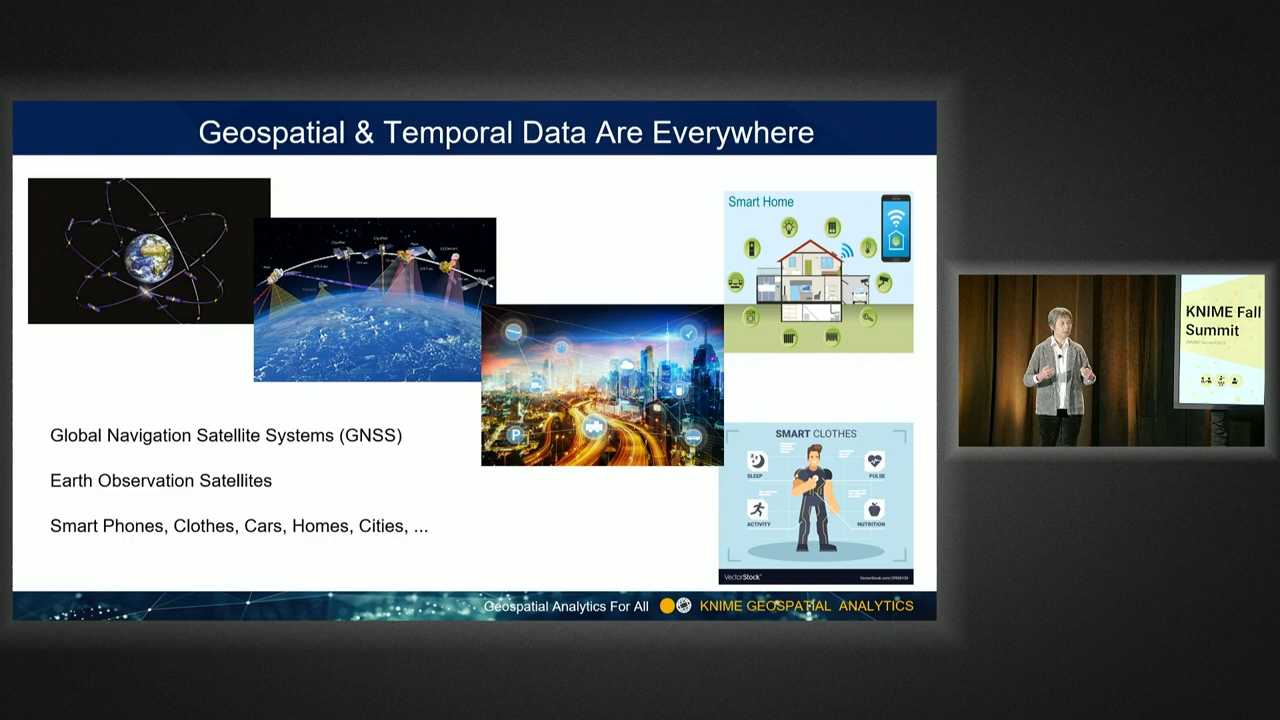 Geospatial & Temporal Data Are Everywhere
Smart Home
Global Navigation Satellite Systems (GNSS)
Earth Observation Satellites
Smart Phones, Clothes, Cars, Homes, Cities, ...
P
SMART CLOTHES
SLEEP
PULSE
ACTIVITY
NUTRITION
VectorStock
Geospatial Analytics For All
KNIME GEOSPATIAL ANALYTICS
KNIME Fall
Summit